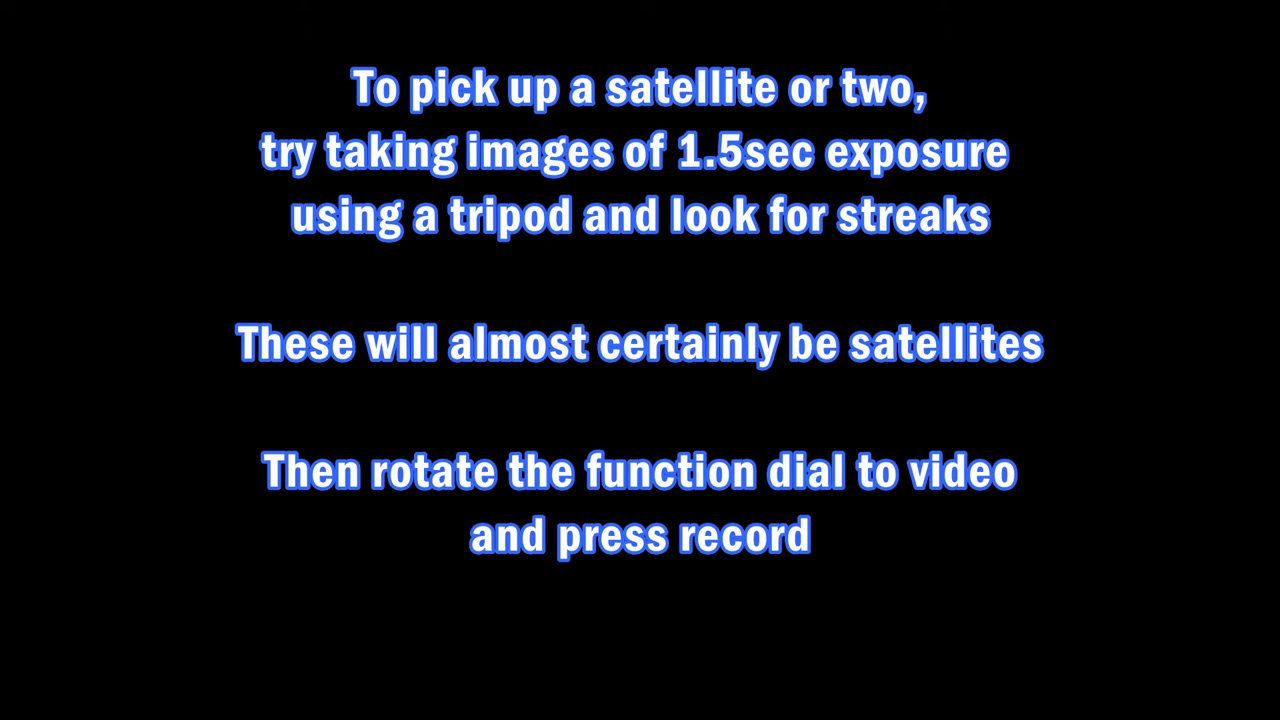 To pick up a satellite or two,
try taking images of 1.5sec exposure
using a tripod and look for streaks
These will almost certainly be satellites
Then rotate the function dial to video
and press record